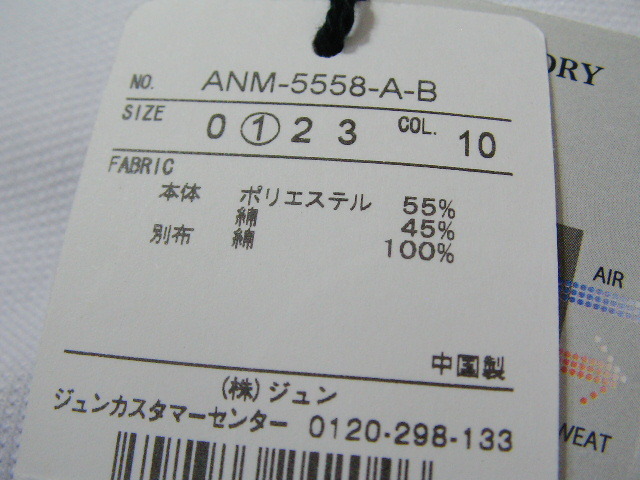 NO. ANM-5558-A-B
SIZE 0 1 2 3 COL. 10
FABRIC
本体 ポリエステル 55%
綿 45%
別布 綿 100%
中国製
(株)ジュン
ジュンカスタマーセンター 0120-298-133
DRY
AIR
WEAT